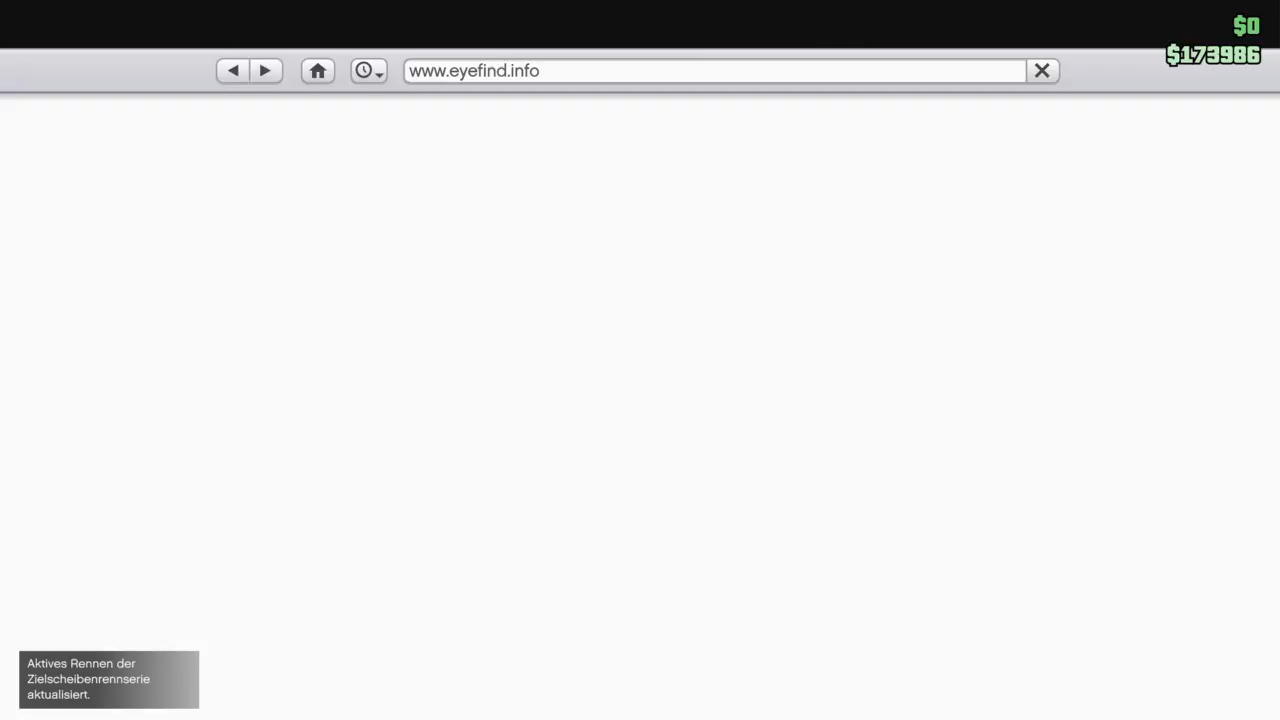 $0
$173986
www.eyefind.info
Aktives Rennen der
Zielscheibenrennserie
aktualisiert.